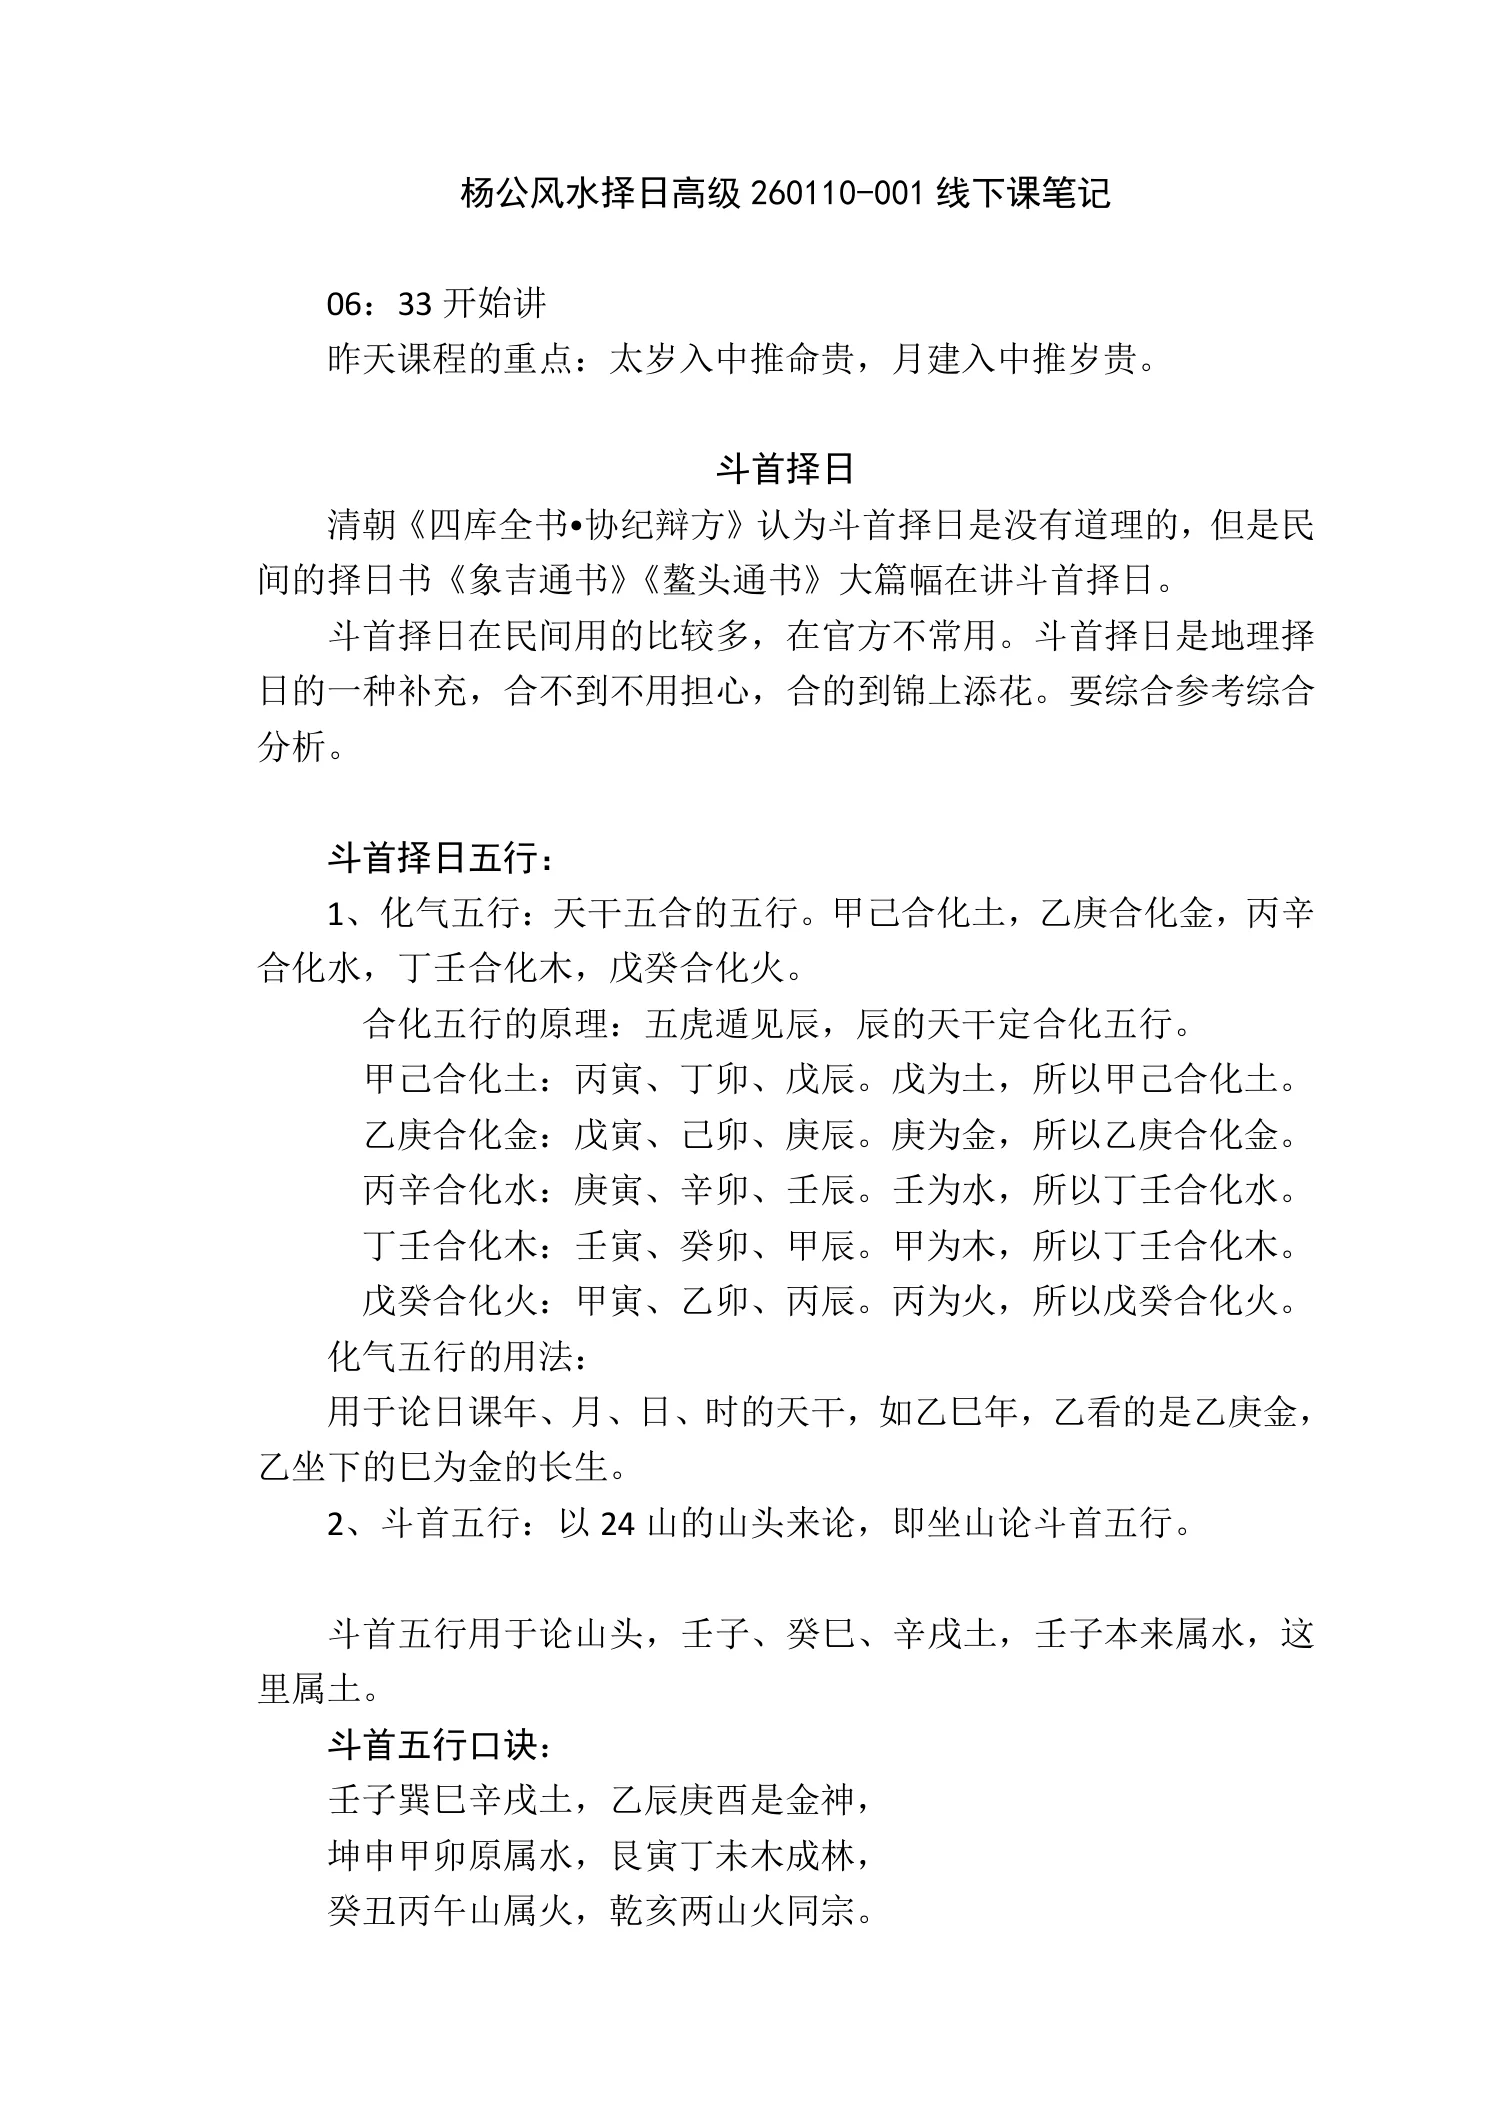 杨公风水择日高级 260110-001 线下课笔记
06：33 开始讲
昨天课程的重点：太岁入中推命贵，月建入中推岁贵。
斗首择日
清朝《四库全书•协纪辩方》认为斗首择日是没有道理的，但是民
间的择日书《象吉通书》《鳌头通书》大篇幅在讲斗首择日。
斗首择日在民间用的比较多，在官方不常用。斗首择日是地理择
日的一种补充，合不到不用担心，合的到锦上添花。要综合参考综合
分析。
斗首择日五行：
1、化气五行：天干五合的五行。甲己合化土，乙庚合化金，丙辛
合化水，丁壬合化木，戊癸合化火。
合化五行的原理：五虎遁见辰，辰的天干定合化五行。
甲己合化土：丙寅、丁卯、戊辰。戊为土，所以甲己合化土。
乙庚合化金：戊寅、己卯、庚辰。庚为金，所以乙庚合化金。
丙辛合化水：庚寅、辛卯、壬辰。壬为水，所以丁壬合化水。
丁壬合化木：壬寅、癸卯、甲辰。甲为木，所以丁壬合化木。
戊癸合化火：甲寅、乙卯、丙辰。丙为火，所以戊癸合化火。
化气五行的用法：
用于论日课年、月、日、时的天干，如乙巳年，乙看的是乙庚金，
乙坐下的巳为金的长生。
2、斗首五行：以 24 山的山头来论，即坐山论斗首五行。
斗首五行用于论山头，壬子、癸巳、辛戌土，壬子本来属水，这
里属土。
斗首五行口诀：
壬子巽巳辛戌土，乙辰庚酉是金神，
坤申甲卯原属水，艮寅丁未木成林，
癸丑丙午山属火，乾亥两山火同宗。